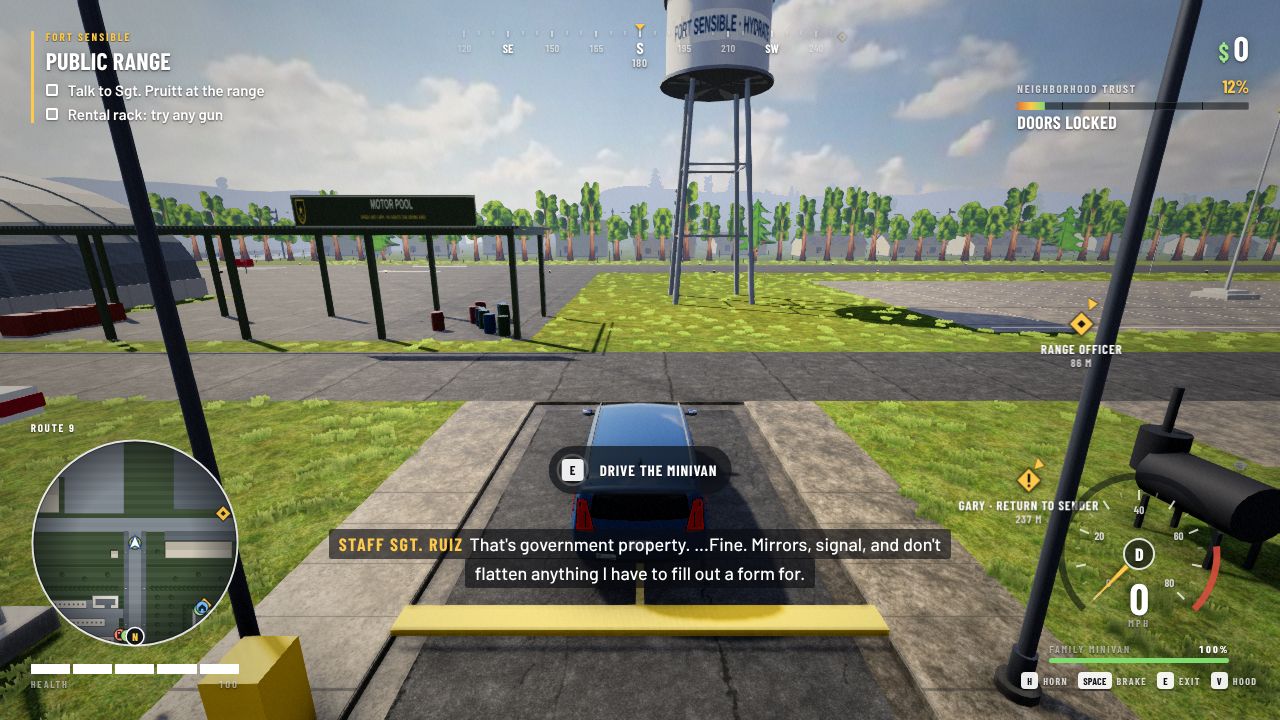 FORT SENSIBLE
PUBLIC RANGE
Talk to Sgt. Pruitt at the range
Rental rack: try any gun
120 SE 150 165 S 195 210 SW 240
180
FORT SENSIBLE · HYDRATE
$ 0
NEIGHBORHOOD TRUST 12%
DOORS LOCKED
MOTOR POOL
RANGE OFFICER
86 M
E DRIVE THE MINIVAN
GARY · RETURN TO SENDER
237 M
STAFF SGT. RUIZ That's government property. ...Fine. Mirrors, signal, and don't
flatten anything I have to fill out a form for.
ROUTE 9
N
HEALTH 100
0 20 40 60 80
D
0
MPH
FAMILY MINIVAN 100%
H HORN SPACE BRAKE E EXIT V HOOD